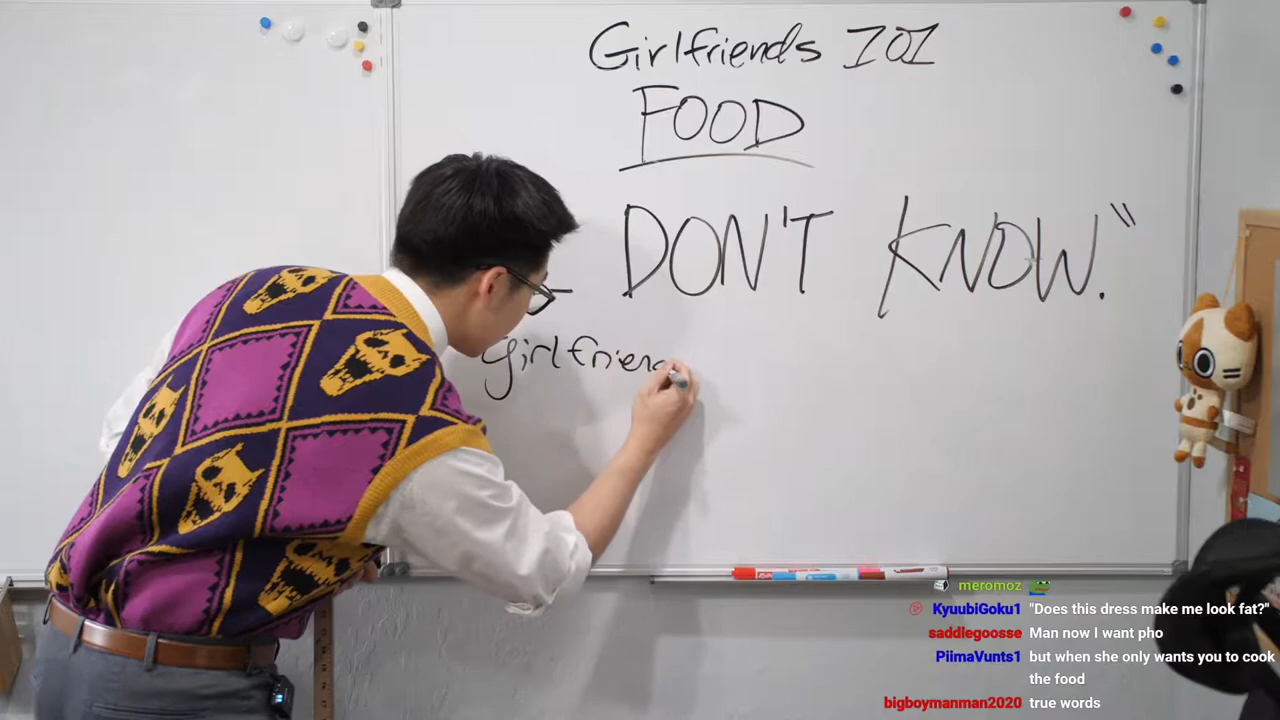 Girlfriends 101
FOOD
DON'T KNOW."
girlfriend
meromoz
KyuubiGoku1 "Does this dress make me look fat?"
saddlegoosse Man now I want pho
PiimaVunts1 but when she only wants you to cook
the food
bigboymanman2020 true words